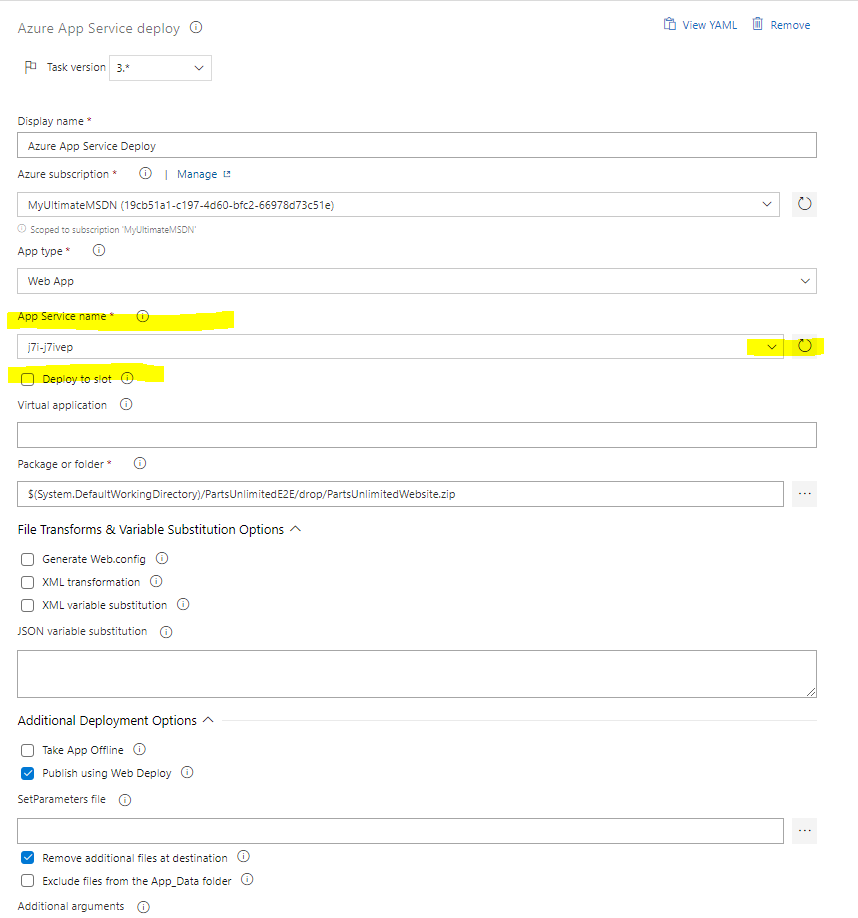 Azure App Service deploy
View YAML
Remove
Task version 3.*
Display name *
Azure App Service Deploy
Azure subscription * | Manage
MyUltimateMSDN (19cb51a1-c197-4d60-bfc2-66978d73c51e)
Scoped to subscription 'MyUltimateMSDN'
App type *
Web App
App Service name *
j7i-j7ivep
Deploy to slot
Virtual application
Package or folder *
$(System.DefaultWorkingDirectory)/PartsUnlimitedE2E/drop/PartsUnlimitedWebsite.zip
...
File Transforms & Variable Substitution Options
Generate Web.config
XML transformation
XML variable substitution
JSON variable substitution
Additional Deployment Options
Take App Offline
Publish using Web Deploy
SetParameters file
...
Remove additional files at destination
Exclude files from the App_Data folder
Additional arguments